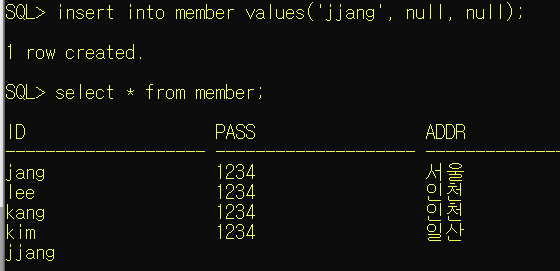 SQL> insert into member values('jjang', null, null);
1 row created.
SQL> select * from member;
ID PASS ADDR
-------------------- -------------------- --------------
jang 1234 서울
lee 1234 인천
kang 1234 인천
kim 1234 일산
jjang